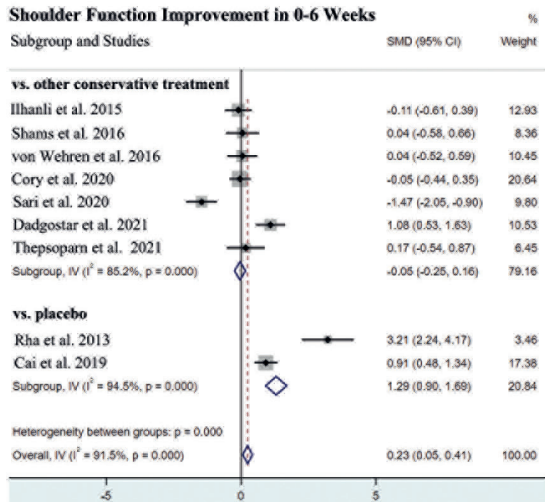 Shoulder Function Improvement in 0-6 Weeks %
Subgroup and Studies SMD (95% CI) Weight
vs. other conservative treatment
Ilhanli et al. 2015 -0.11 (-0.61, 0.39) 12.93
Shams et al. 2016 0.04 (-0.58, 0.66) 8.36
von Wehren et al. 2016 0.04 (-0.52, 0.59) 10.45
Cory et al. 2020 -0.05 (-0.44, 0.35) 20.64
Sari et al. 2020 -1.47 (-2.05, -0.90) 9.80
Dadgostar et al. 2021 1.08 (0.53, 1.63) 10.53
Thepsoparn et al. 2021 0.17 (-0.54, 0.87) 6.45
Subgroup, IV (I² = 85.2%, p = 0.000) -0.05 (-0.25, 0.16) 79.16
vs. placebo
Rha et al. 2013 3.21 (2.24, 4.17) 3.46
Cai et al. 2019 0.91 (0.48, 1.34) 17.38
Subgroup, IV (I² = 94.5%, p = 0.000) 1.29 (0.90, 1.69) 20.84
Heterogeneity between groups: p = 0.000
Overall, IV (I² = 91.5%, p = 0.000) 0.23 (0.05, 0.41) 100.00
-5 0 5